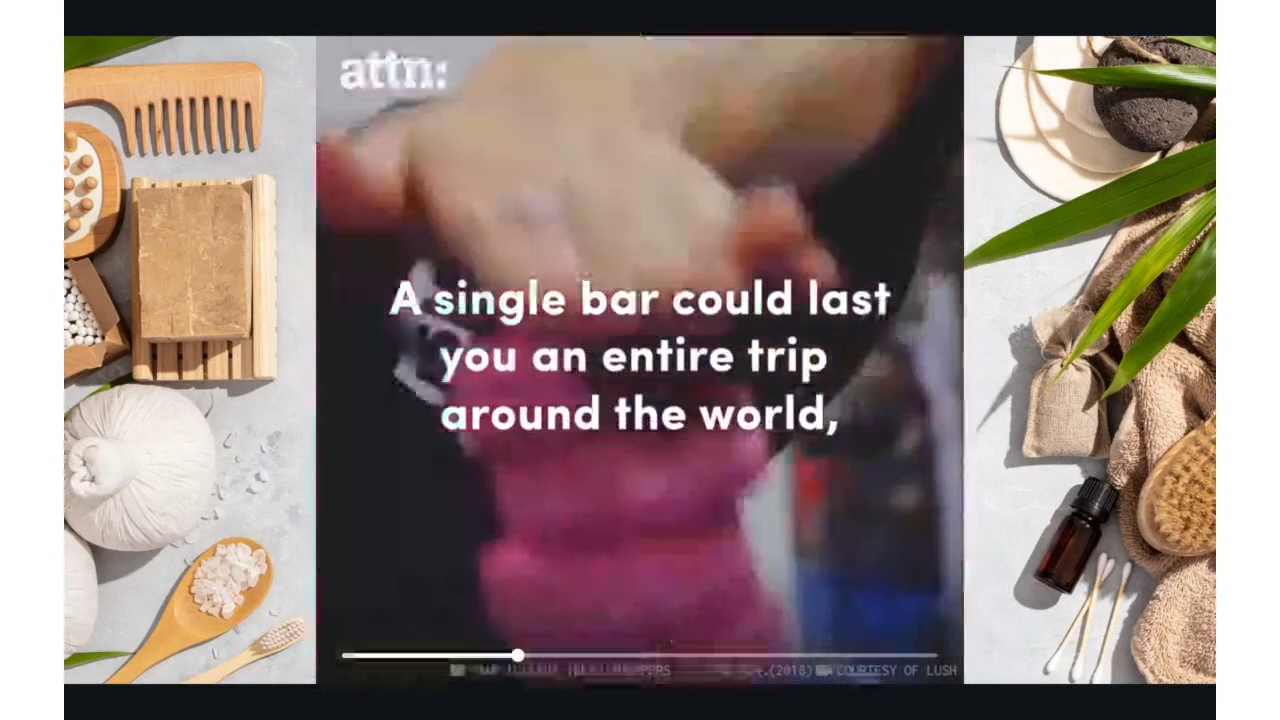 attn:
A single bar could last
you an entire trip
around the world,
(2018) COURTESY OF LUSH